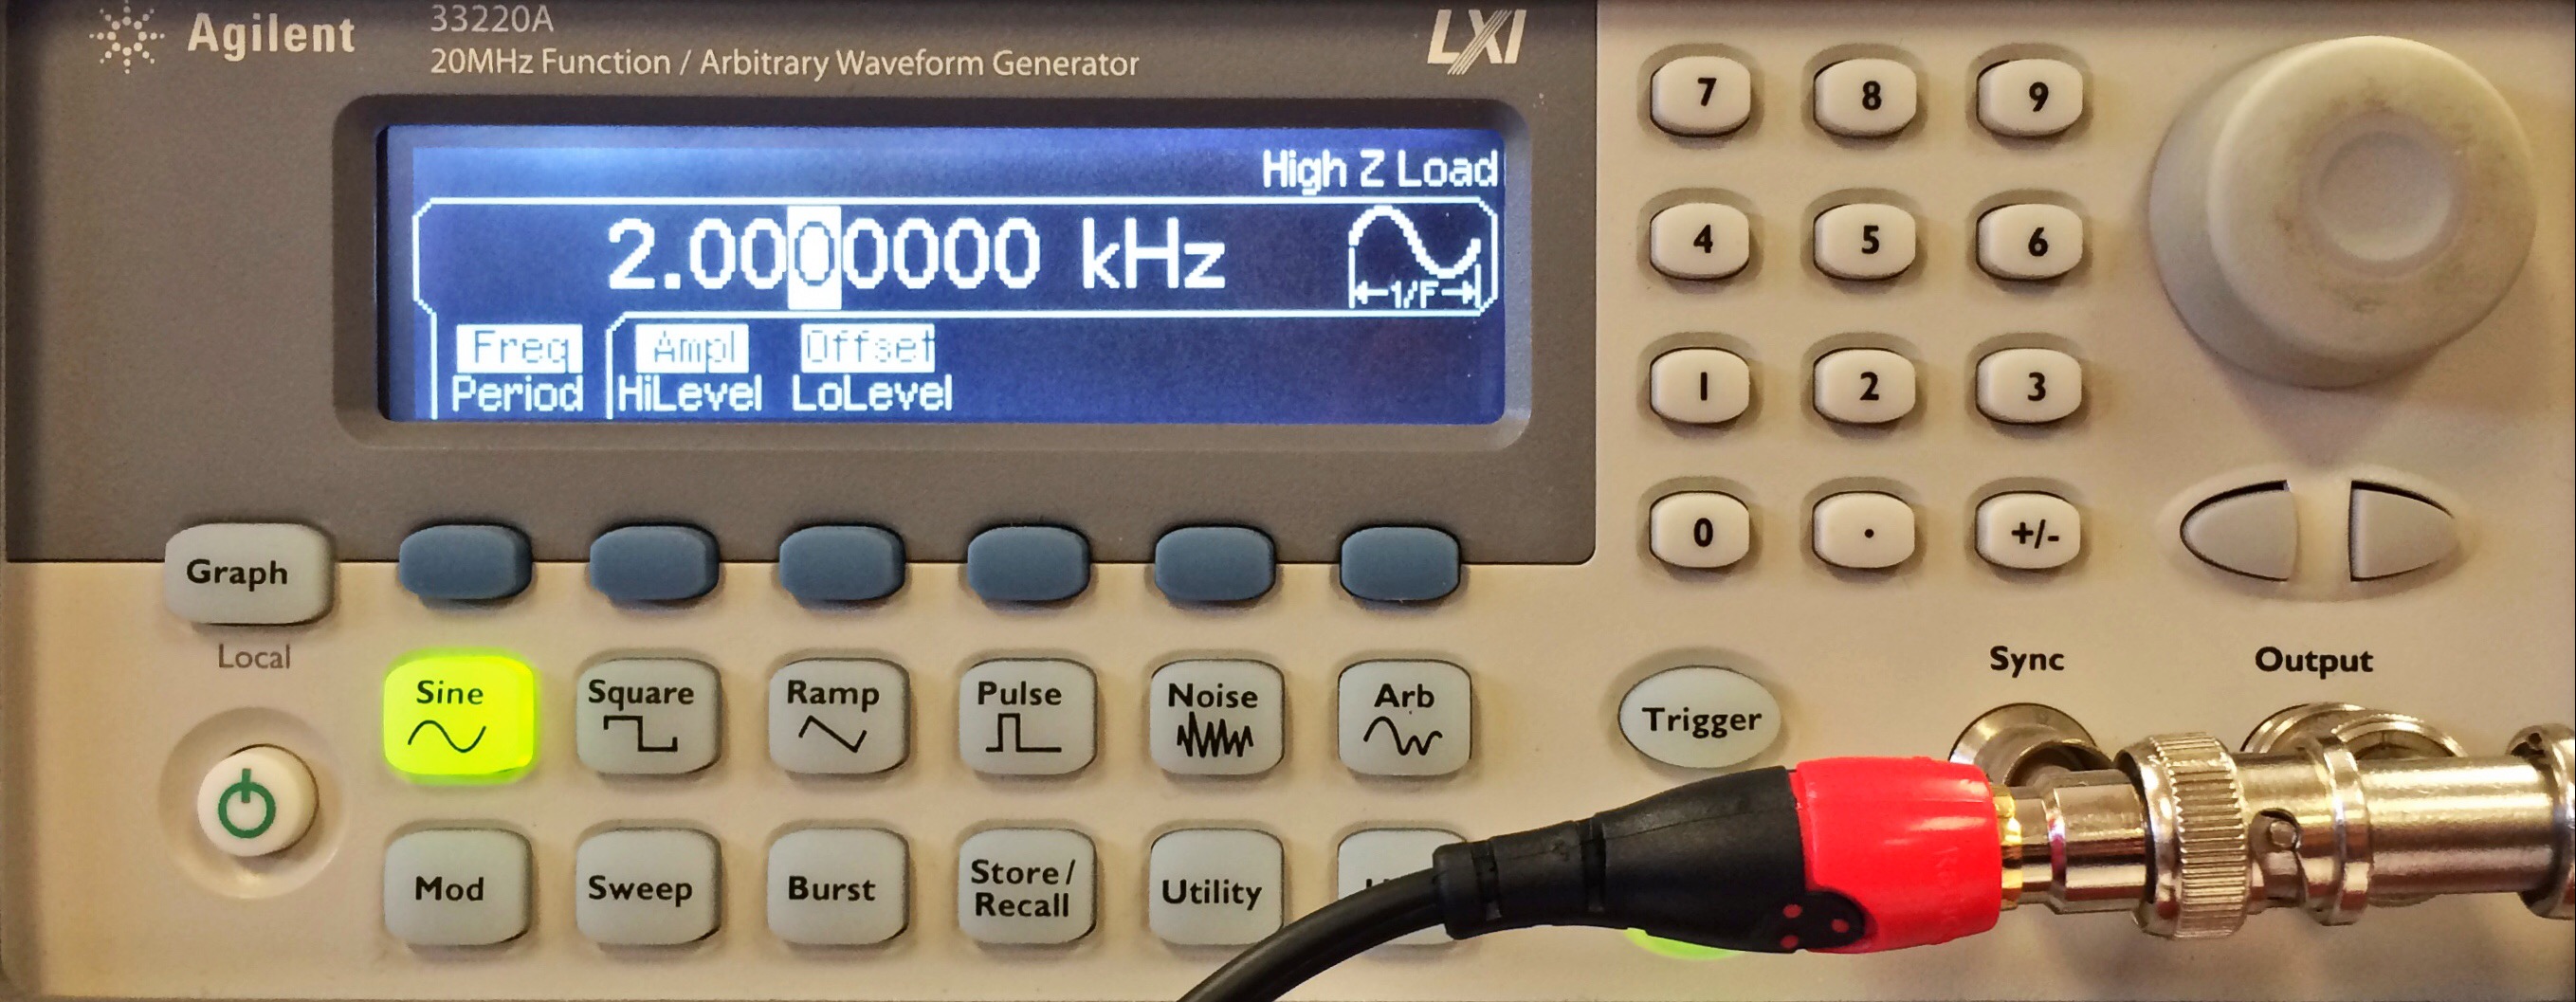 Agilent
33220A
20MHz Function / Arbitrary Waveform Generator
LXI
High Z Load
2.0000000 kHz
1/F
Freq Ampl Offset
Period HiLevel LoLevel
7 8 9
4 5 6
1 2 3
0 . +/-
Graph
Local
Sine Square Ramp Pulse Noise Arb
Trigger
Sync
Output
Mod Sweep Burst Store/
Recall Utility